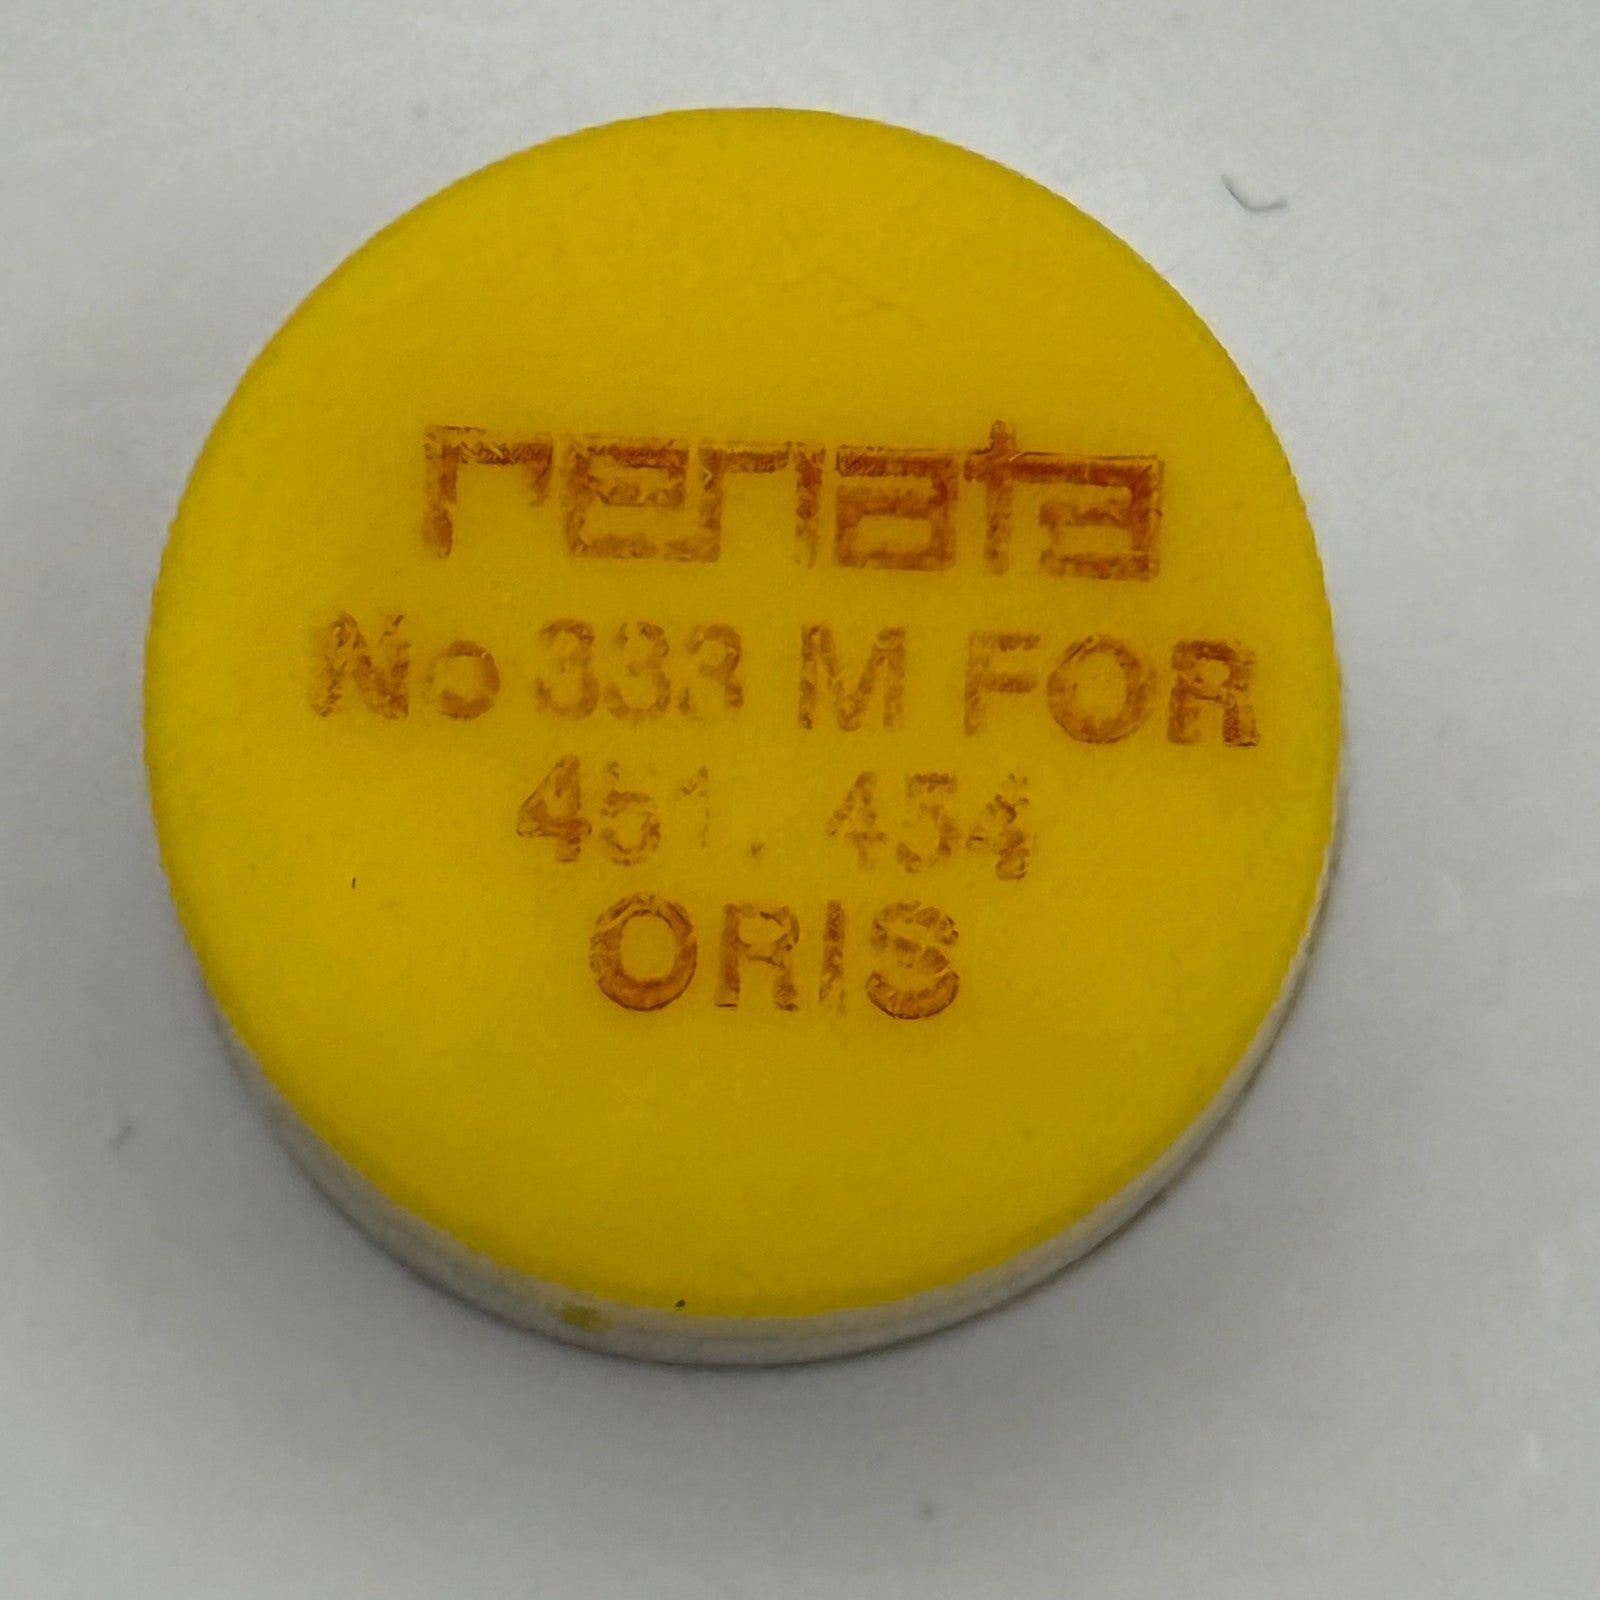 renata
No 333 M FOR
451. 454
ORIS